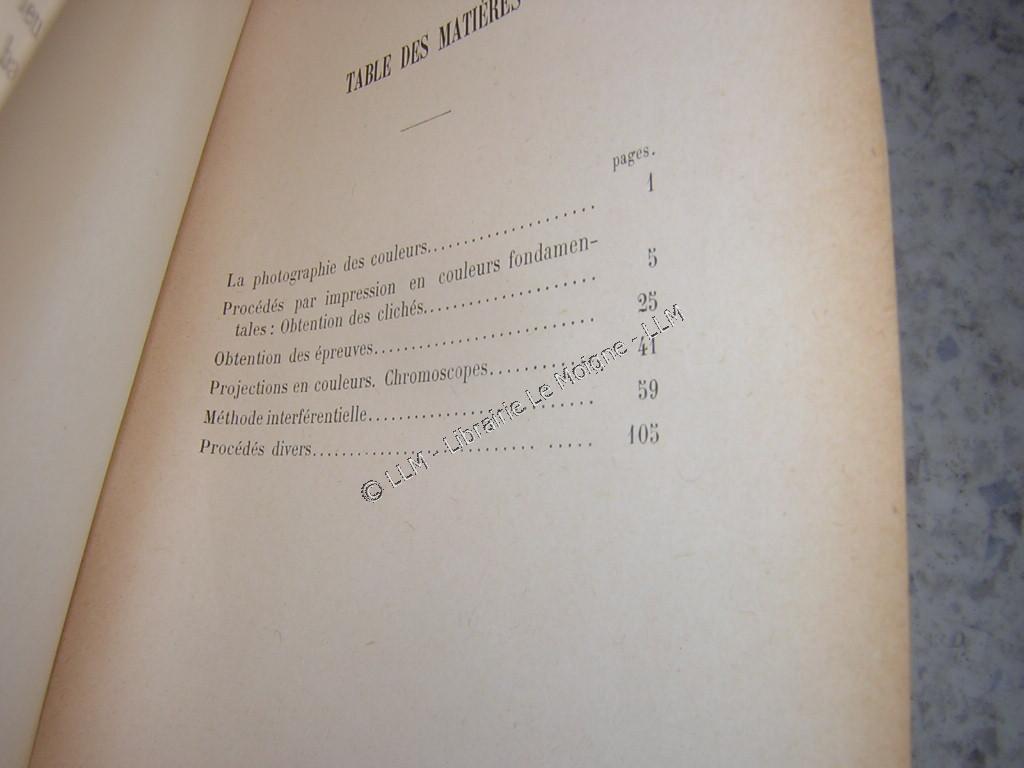 TABLE DES MATIÈRES
pages.
La photographie des couleurs...................... 1
Procédés par impression en couleurs fondamen-
tales : Obtention des clichés.................... 5
Obtention des épreuves.......................... 25
Projections en couleurs. Chromoscopes............ 41
Méthode interférentielle.......................... 59
Procédés divers.......................... ..... 105
© LLM - Librairie Le Moigne - LLM